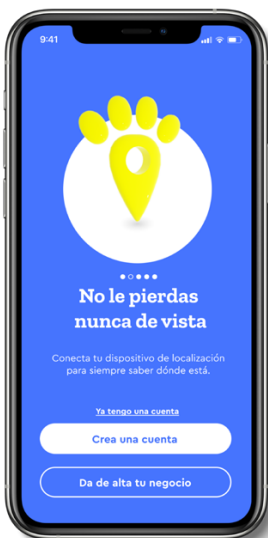 9:41
No le pierdas
nunca de vista
Conecta tu dispositivo de localización
para siempre saber dónde está.
Ya tengo una cuenta
Crea una cuenta
Da de alta tu negocio